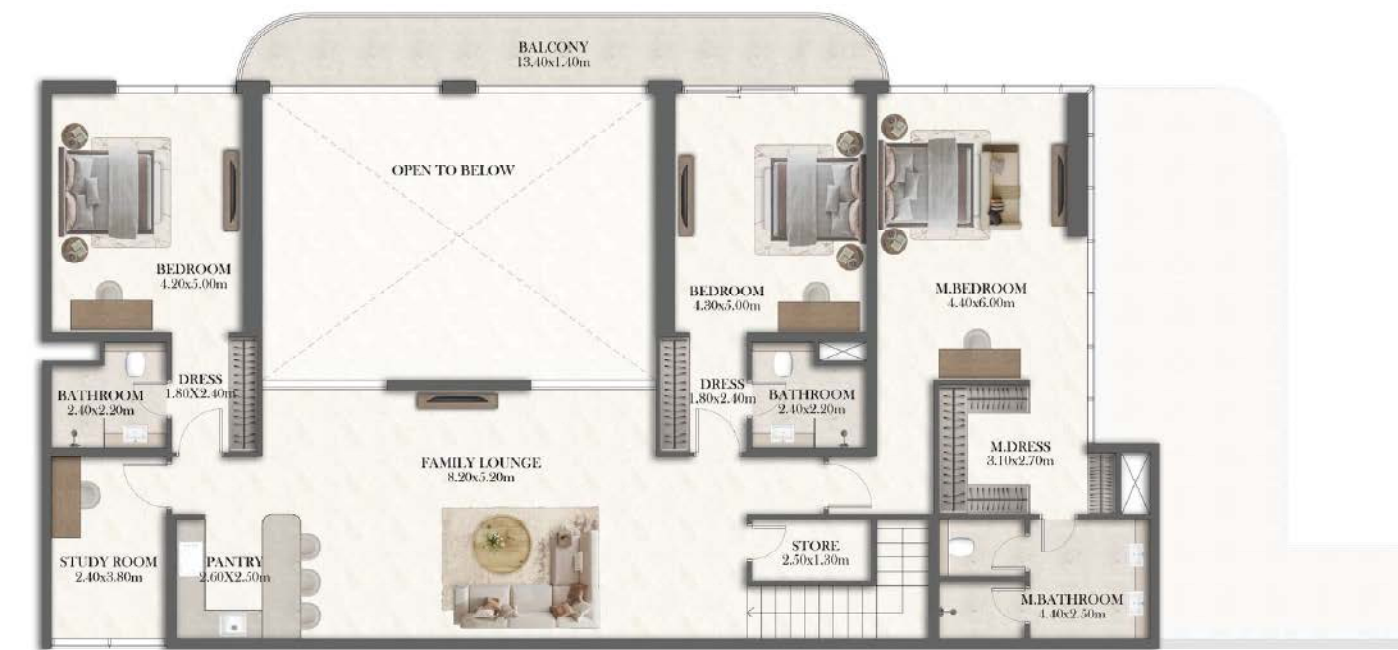 BALCONY
13.40x1.40m
OPEN TO BELOW
BEDROOM
4.20x5.00m
BEDROOM
4.30x5.00m
M.BEDROOM
4.40x6.00m
DRESS
1.80X2.40m
BATHROOM
2.40x2.20m
DRESS
1.80x2.40m
BATHROOM
2.40x2.20m
M.DRESS
3.10x2.70m
FAMILY LOUNGE
8.20x5.20m
STUDY ROOM
2.40x3.80m
PANTRY
2.60X2.50m
STORE
2.50x1.30m
M.BATHROOM
4.40x2.50m